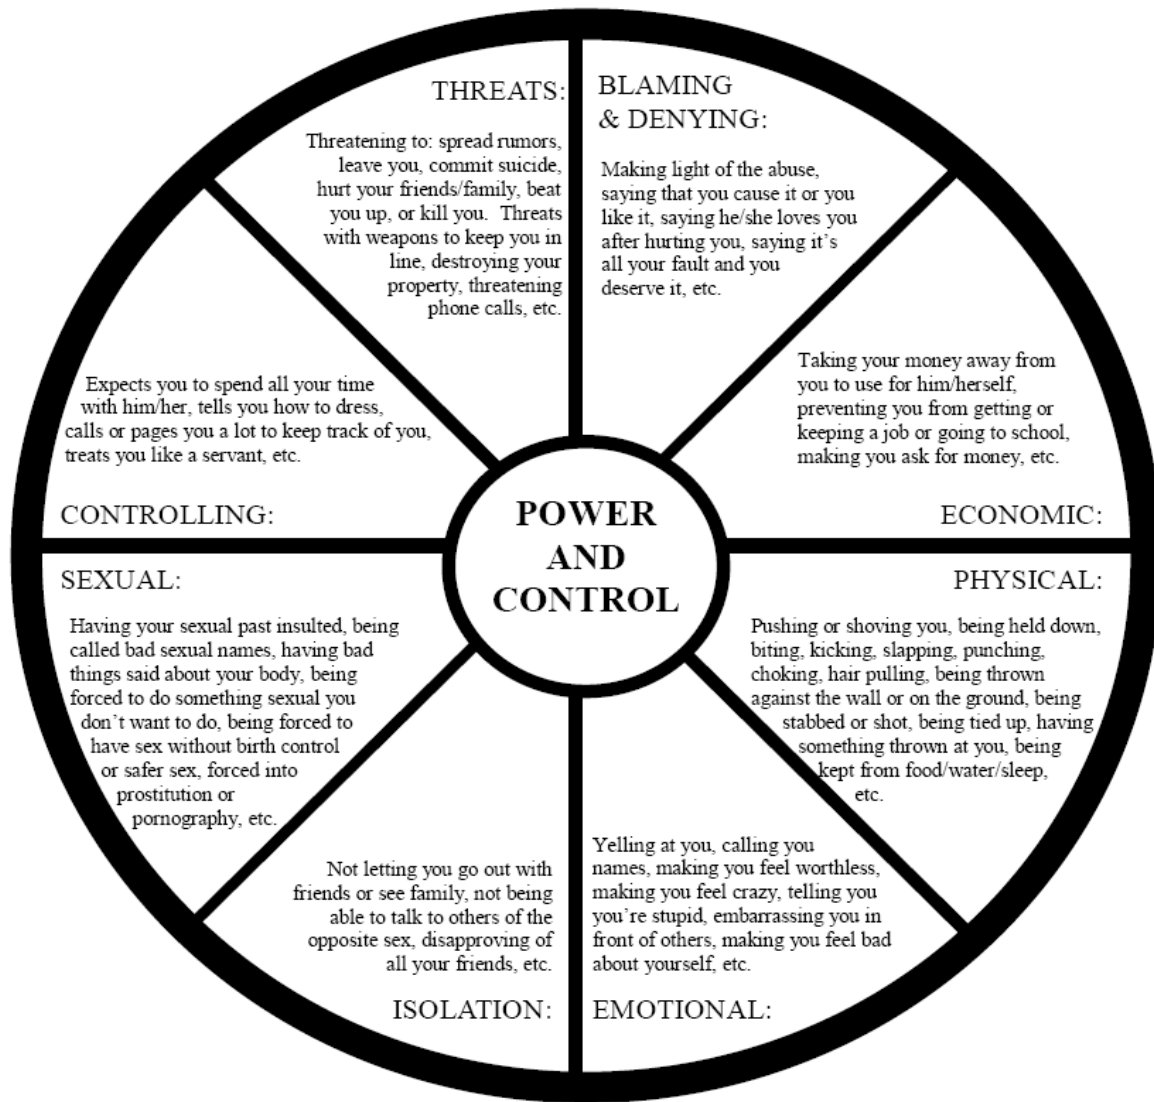 THREATS:
Threatening to: spread rumors,
leave you, commit suicide,
hurt your friends/family, beat
you up, or kill you. Threats
with weapons to keep you in
line, destroying your
property, threatening
phone calls, etc.
BLAMING
& DENYING:
Making light of the abuse,
saying that you cause it or you
like it, saying he/she loves you
after hurting you, saying it's
all your fault and you
deserve it, etc.
Taking your money away from
you to use for him/herself,
preventing you from getting or
keeping a job or going to school,
making you ask for money, etc.
ECONOMIC:
PHYSICAL:
Pushing or shoving you, being held down,
biting, kicking, slapping, punching,
choking, hair pulling, being thrown
against the wall or on the ground, being
stabbed or shot, being tied up, having
something thrown at you, being
kept from food/water/sleep,
etc.
Yelling at you, calling you
names, making you feel worthless,
making you feel crazy, telling you
you're stupid, embarrassing you in
front of others, making you feel bad
about yourself, etc.
EMOTIONAL:
Not letting you go out with
friends or see family, not being
able to talk to others of the
opposite sex, disapproving of
all your friends, etc.
ISOLATION:
SEXUAL:
Having your sexual past insulted, being
called bad sexual names, having bad
things said about your body, being
forced to do something sexual you
don't want to do, being forced to
have sex without birth control
or safer sex, forced into
prostitution or
pornography, etc.
Expects you to spend all your time
with him/her, tells you how to dress,
calls or pages you a lot to keep track of you,
treats you like a servant, etc.
CONTROLLING:
POWER
AND
CONTROL